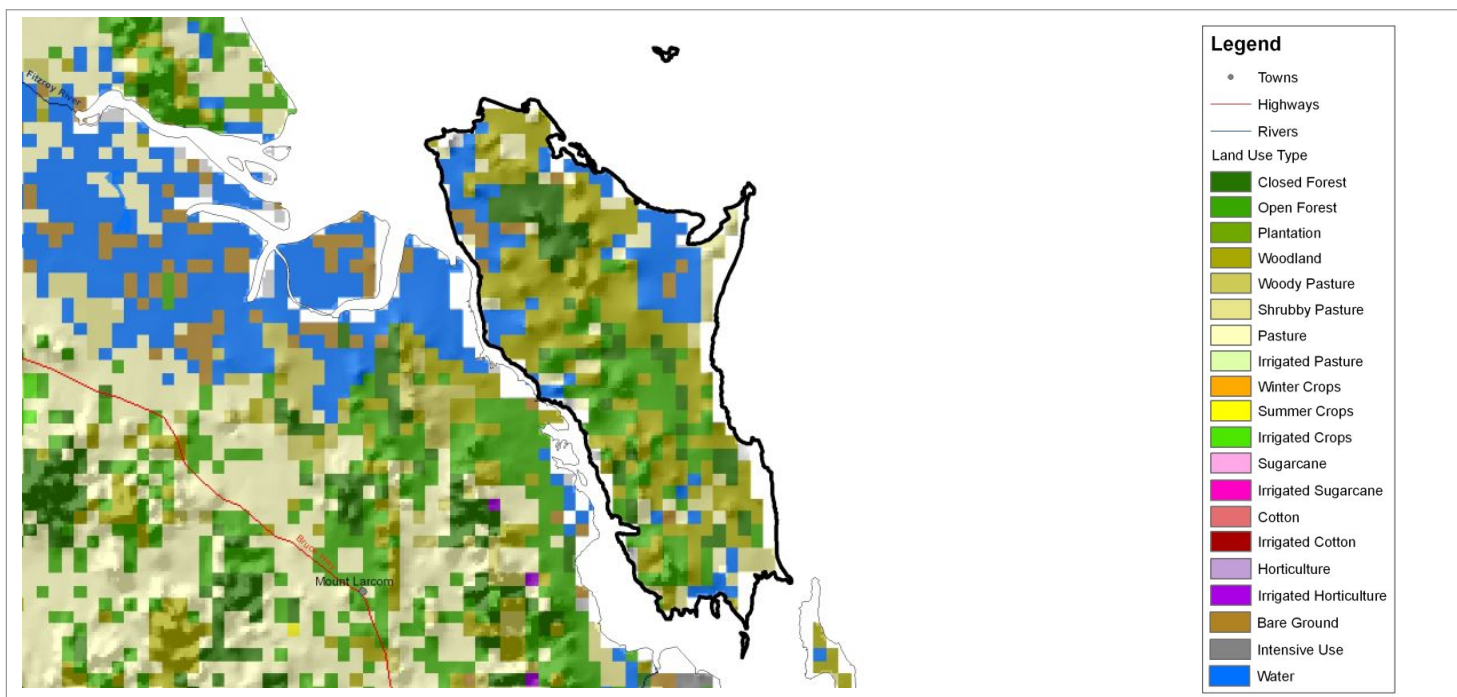 Fitzroy River
Bruce Hwy
Mount Larcom
Legend
Towns
Highways
Rivers
Land Use Type
Closed Forest
Open Forest
Plantation
Woodland
Woody Pasture
Shrubby Pasture
Pasture
Irrigated Pasture
Winter Crops
Summer Crops
Irrigated Crops
Sugarcane
Irrigated Sugarcane
Cotton
Irrigated Cotton
Horticulture
Irrigated Horticulture
Bare Ground
Intensive Use
Water